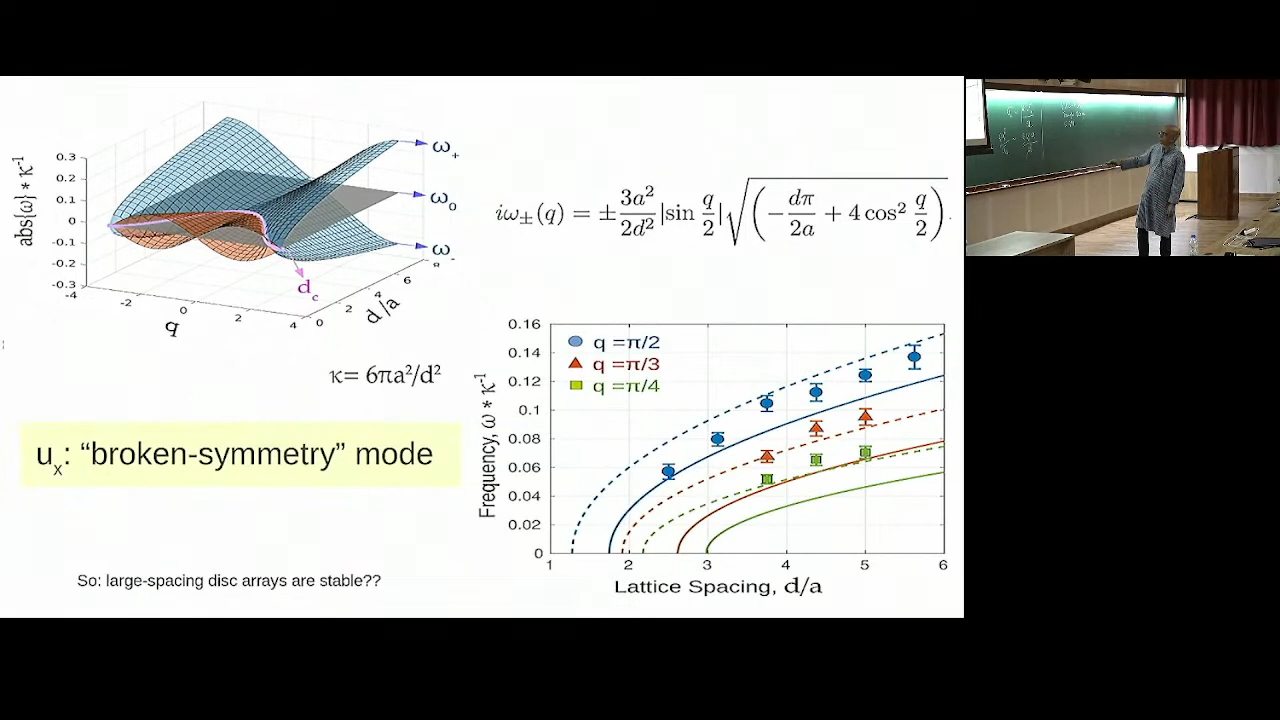 abs{ω} * κ⁻¹
0.3
0.2
0.1
0
-0.1
-0.2
-0.3
-4
-2
0
2
4
q
0
2
4
6
d/a
ω₊
ω₀
ω₋
d_c
κ= 6πa²/d²
iω±(q) = ±3a²/2d² |sin q/2| √(−dπ/2a + 4 cos² q/2)
u_x: “broken-symmetry” mode
So: large-spacing disc arrays are stable??
Frequency, ω * κ⁻¹
0.16
0.14
0.12
0.1
0.08
0.06
0.04
0.02
0
q =π/2
q =π/3
q =π/4
1
2
3
4
5
6
Lattice Spacing, d/a